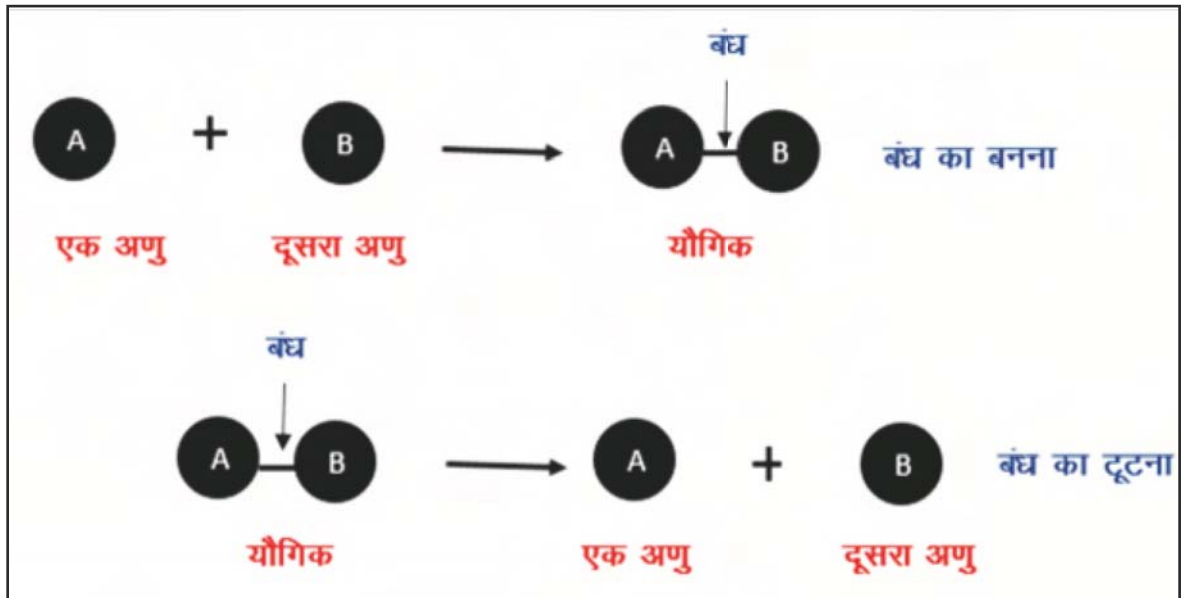 बंध
A + B A B बंध का बनना
एक अणु दूसरा अणु यौगिक
बंध
A B A + B बंध का टूटना
यौगिक एक अणु दूसरा अणु